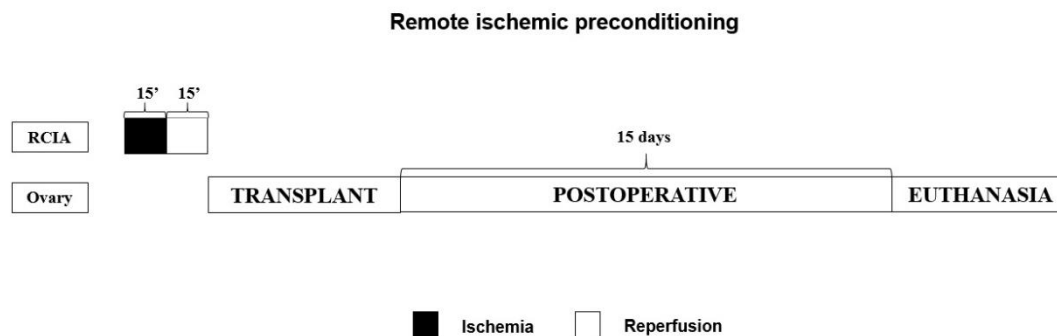 Remote ischemic preconditioning
15’ 15’
RCIA
15 days
Ovary TRANSPLANT POSTOPERATIVE EUTHANASIA
Ischemia Reperfusion